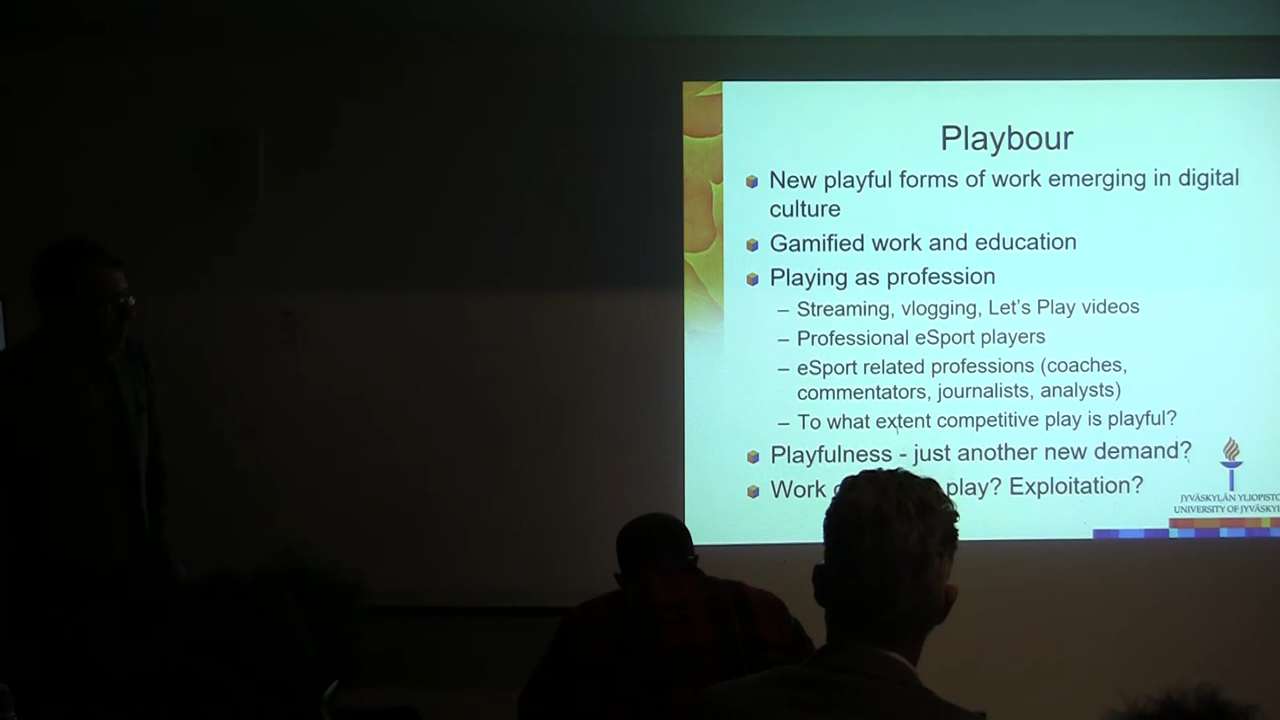 Playbour
New playful forms of work emerging in digital
culture
Gamified work and education
Playing as profession
– Streaming, vlogging, Let's Play videos
– Professional eSport players
– eSport related professions (coaches,
commentators, journalists, analysts)
– To what extent competitive play is playful?
Playfulness - just another new demand?
Work play? Exploitation?
JYVÄSKYLÄN YLIOPISTO
UNIVERSITY OF